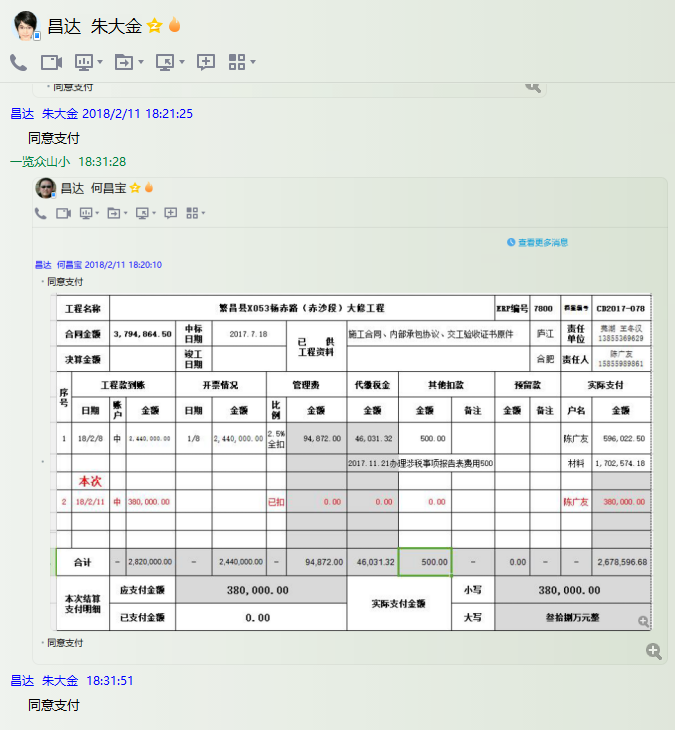 昌达 朱大金
同意支付
昌达 朱大金 2018/2/11 18:21:25
同意支付
一览众山小 18:31:28
昌达 何昌宝
查看更多消息
昌达 何昌宝 2018/2/11 18:20:10
同意支付
工程名称 繁昌县X053杨赤路（赤沙段）大修工程 ERP编号 7800 CD2017-078
合同金额 3,794,864.50 中标日期 2017.7.18 已 供工程资料 施工合同、内部承包协议、交工验收证书原件 庐江 责任单位 芜湖 王冬汉 13855369629
决算金额 竣工日期 合肥 责任人 陈广友 15855989861
序号 工程款到账 开票情况 管理费 代缴税金 其他扣款 预留款 实际支付
日期 账户 金额 日期 金额 比例 金额 金额 金额 备注 金额 备注 户名 金额
1 18/2/8 中 2,440,000.00 1/8 2,440,000.00 2.5%全扣 94,872.00 46,031.32 500.00 陈广友 596,022.50
2017.11.21办理涉税事项报告表费用500 材料 1,702,574.18
本次
2 18/2/11 中 380,000.00 已扣 0.00 0.00 0.00 陈广友 380,000.00
合计 - 2,820,000.00 - 2,440,000.00 - 94,872.00 46,031.32 500.00 - 0.00 - - 2,678,596.68
本次结算支付明细 应支付金额 380,000.00 实际支付金额 小写 380,000.00
已支付金额 0.00 大写 叁拾捌万元整
同意支付
昌达 朱大金 18:31:51
同意支付